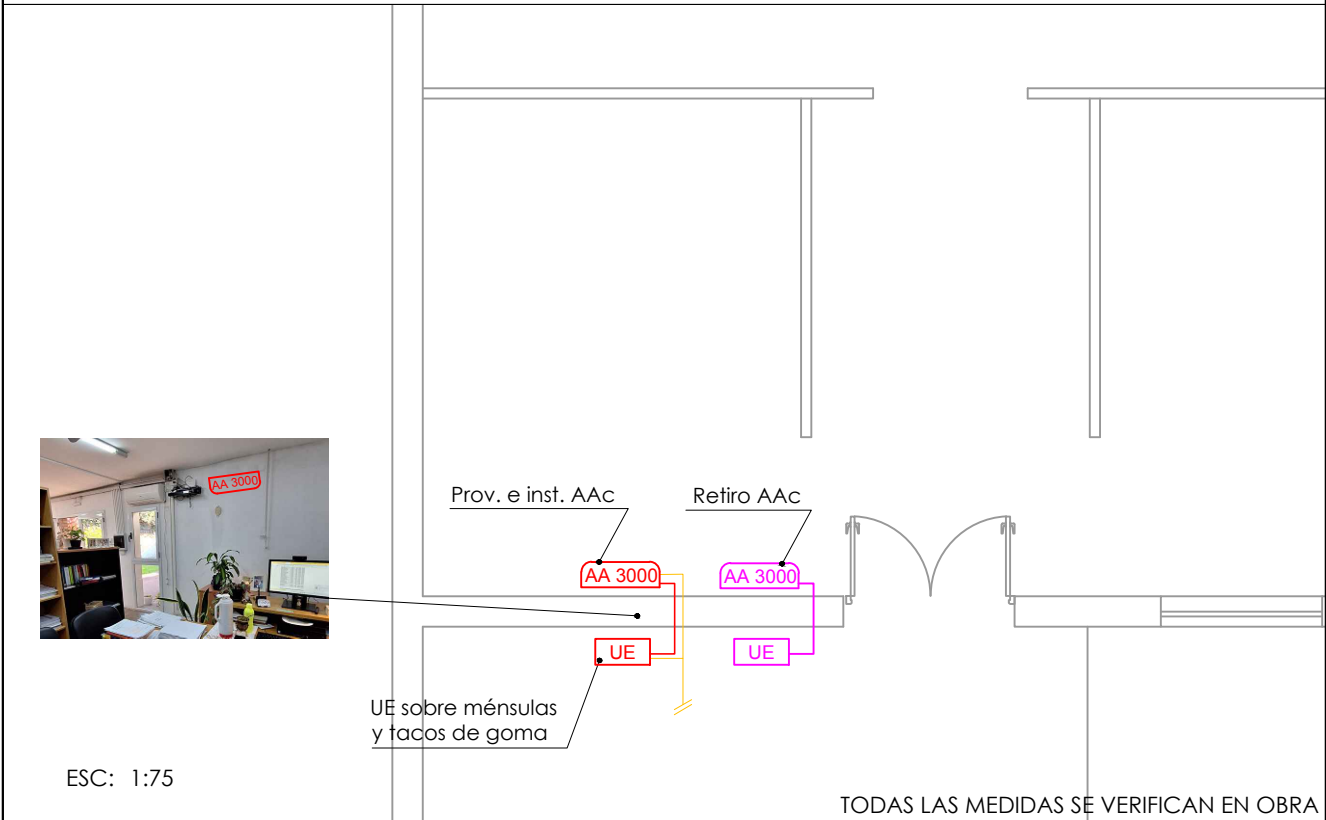 AA 3000
Prov. e inst. AAc
Retiro AAc
AA 3000
AA 3000
UE
UE
UE sobre ménsulas
y tacos de goma
ESC: 1:75
TODAS LAS MEDIDAS SE VERIFICAN EN OBRA